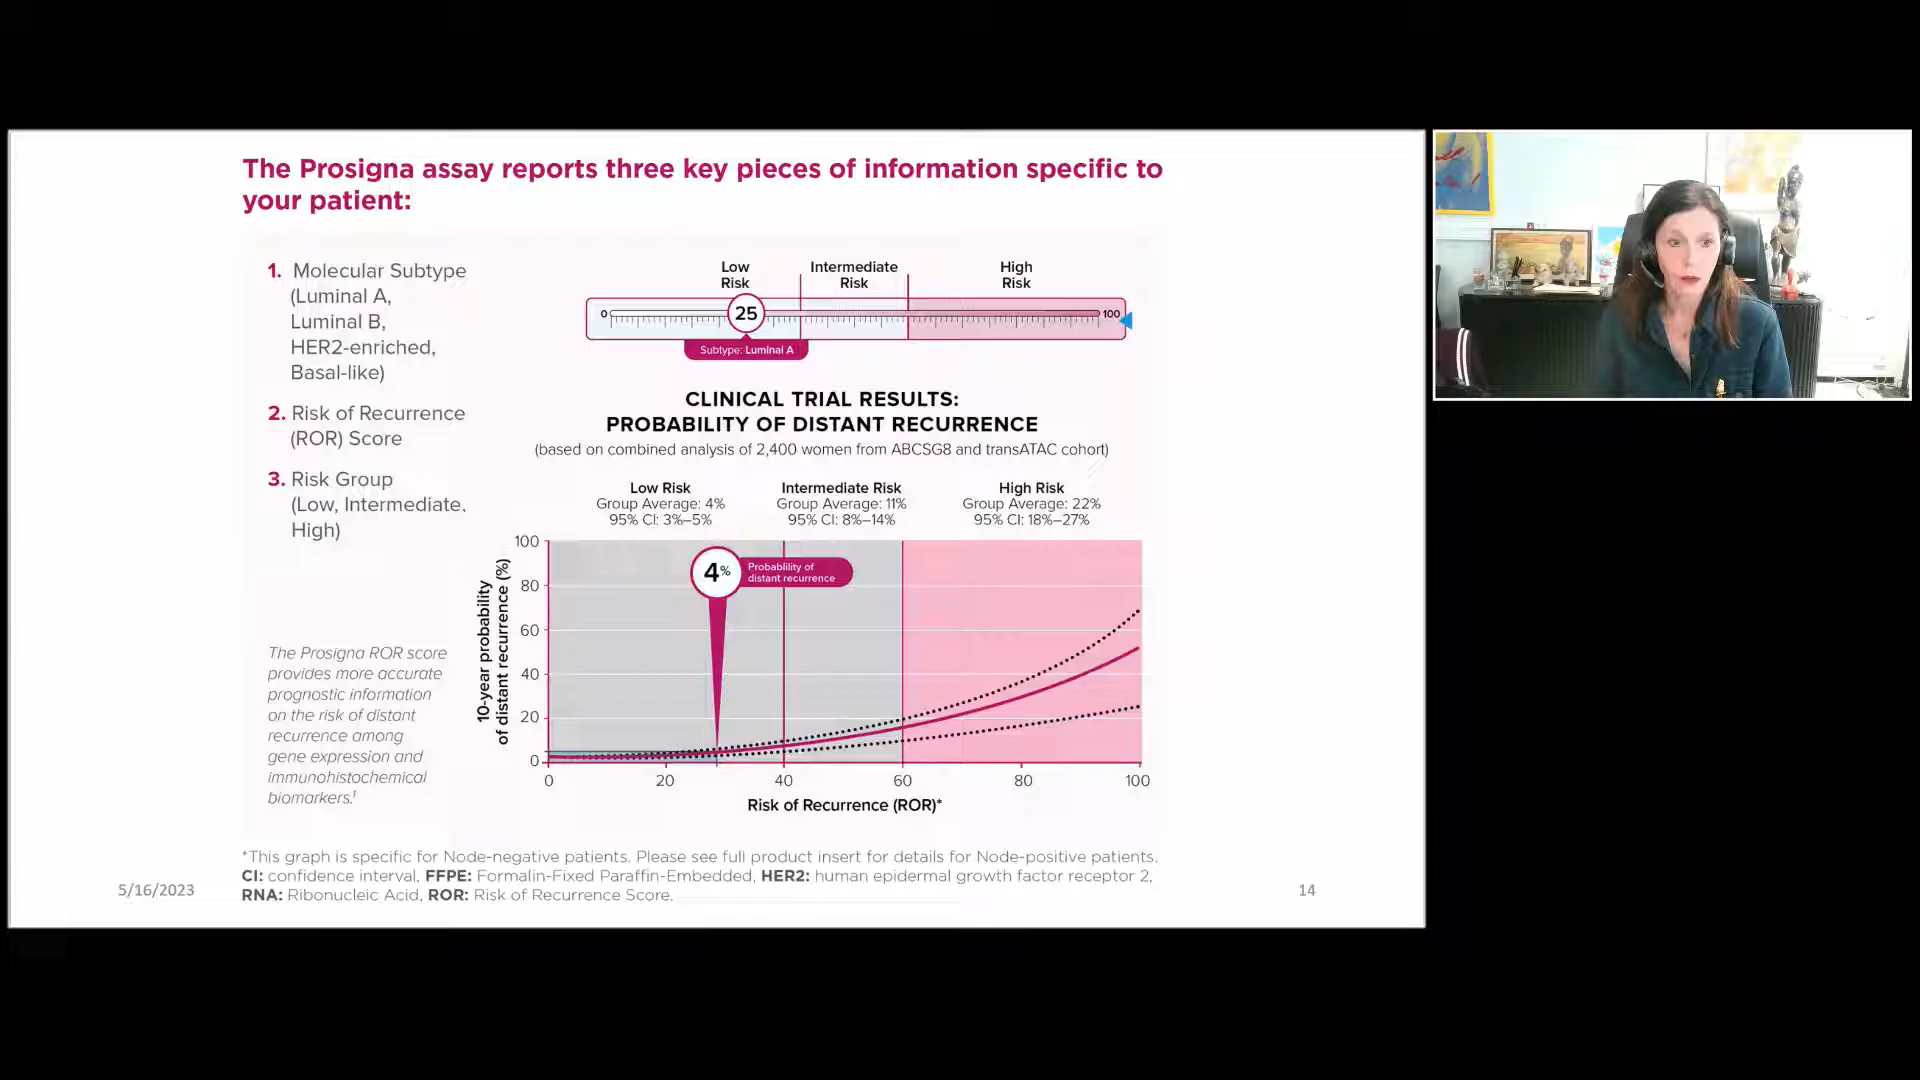 The Prosigna assay reports three key pieces of information specific to
your patient:
1. Molecular Subtype
(Luminal A,
Luminal B,
HER2-enriched,
Basal-like)
2. Risk of Recurrence
(ROR) Score
3. Risk Group
(Low, Intermediate,
High)
The Prosigna ROR score
provides more accurate
prognostic information
on the risk of distant
recurrence among
gene expression and
immunohistochemical
biomarkers.¹
Low
Risk
Intermediate
Risk
High
Risk
0
25
100
Subtype: Luminal A
CLINICAL TRIAL RESULTS:
PROBABILITY OF DISTANT RECURRENCE
(based on combined analysis of 2,400 women from ABCSG8 and transATAC cohort)
Low Risk
Group Average: 4%
95% CI: 3%–5%
Intermediate Risk
Group Average: 11%
95% CI: 8%–14%
High Risk
Group Average: 22%
95% CI: 18%–27%
10-year probability
of distant recurrence (%)
100
80
60
40
20
0
4%
Probability of
distant recurrence
0 20 40 60 80 100
Risk of Recurrence (ROR)*
*This graph is specific for Node-negative patients. Please see full product insert for details for Node-positive patients.
CI: confidence interval, FFPE: Formalin-Fixed Paraffin-Embedded, HER2: human epidermal growth factor receptor 2,
RNA: Ribonucleic Acid, ROR: Risk of Recurrence Score.
5/16/2023
14